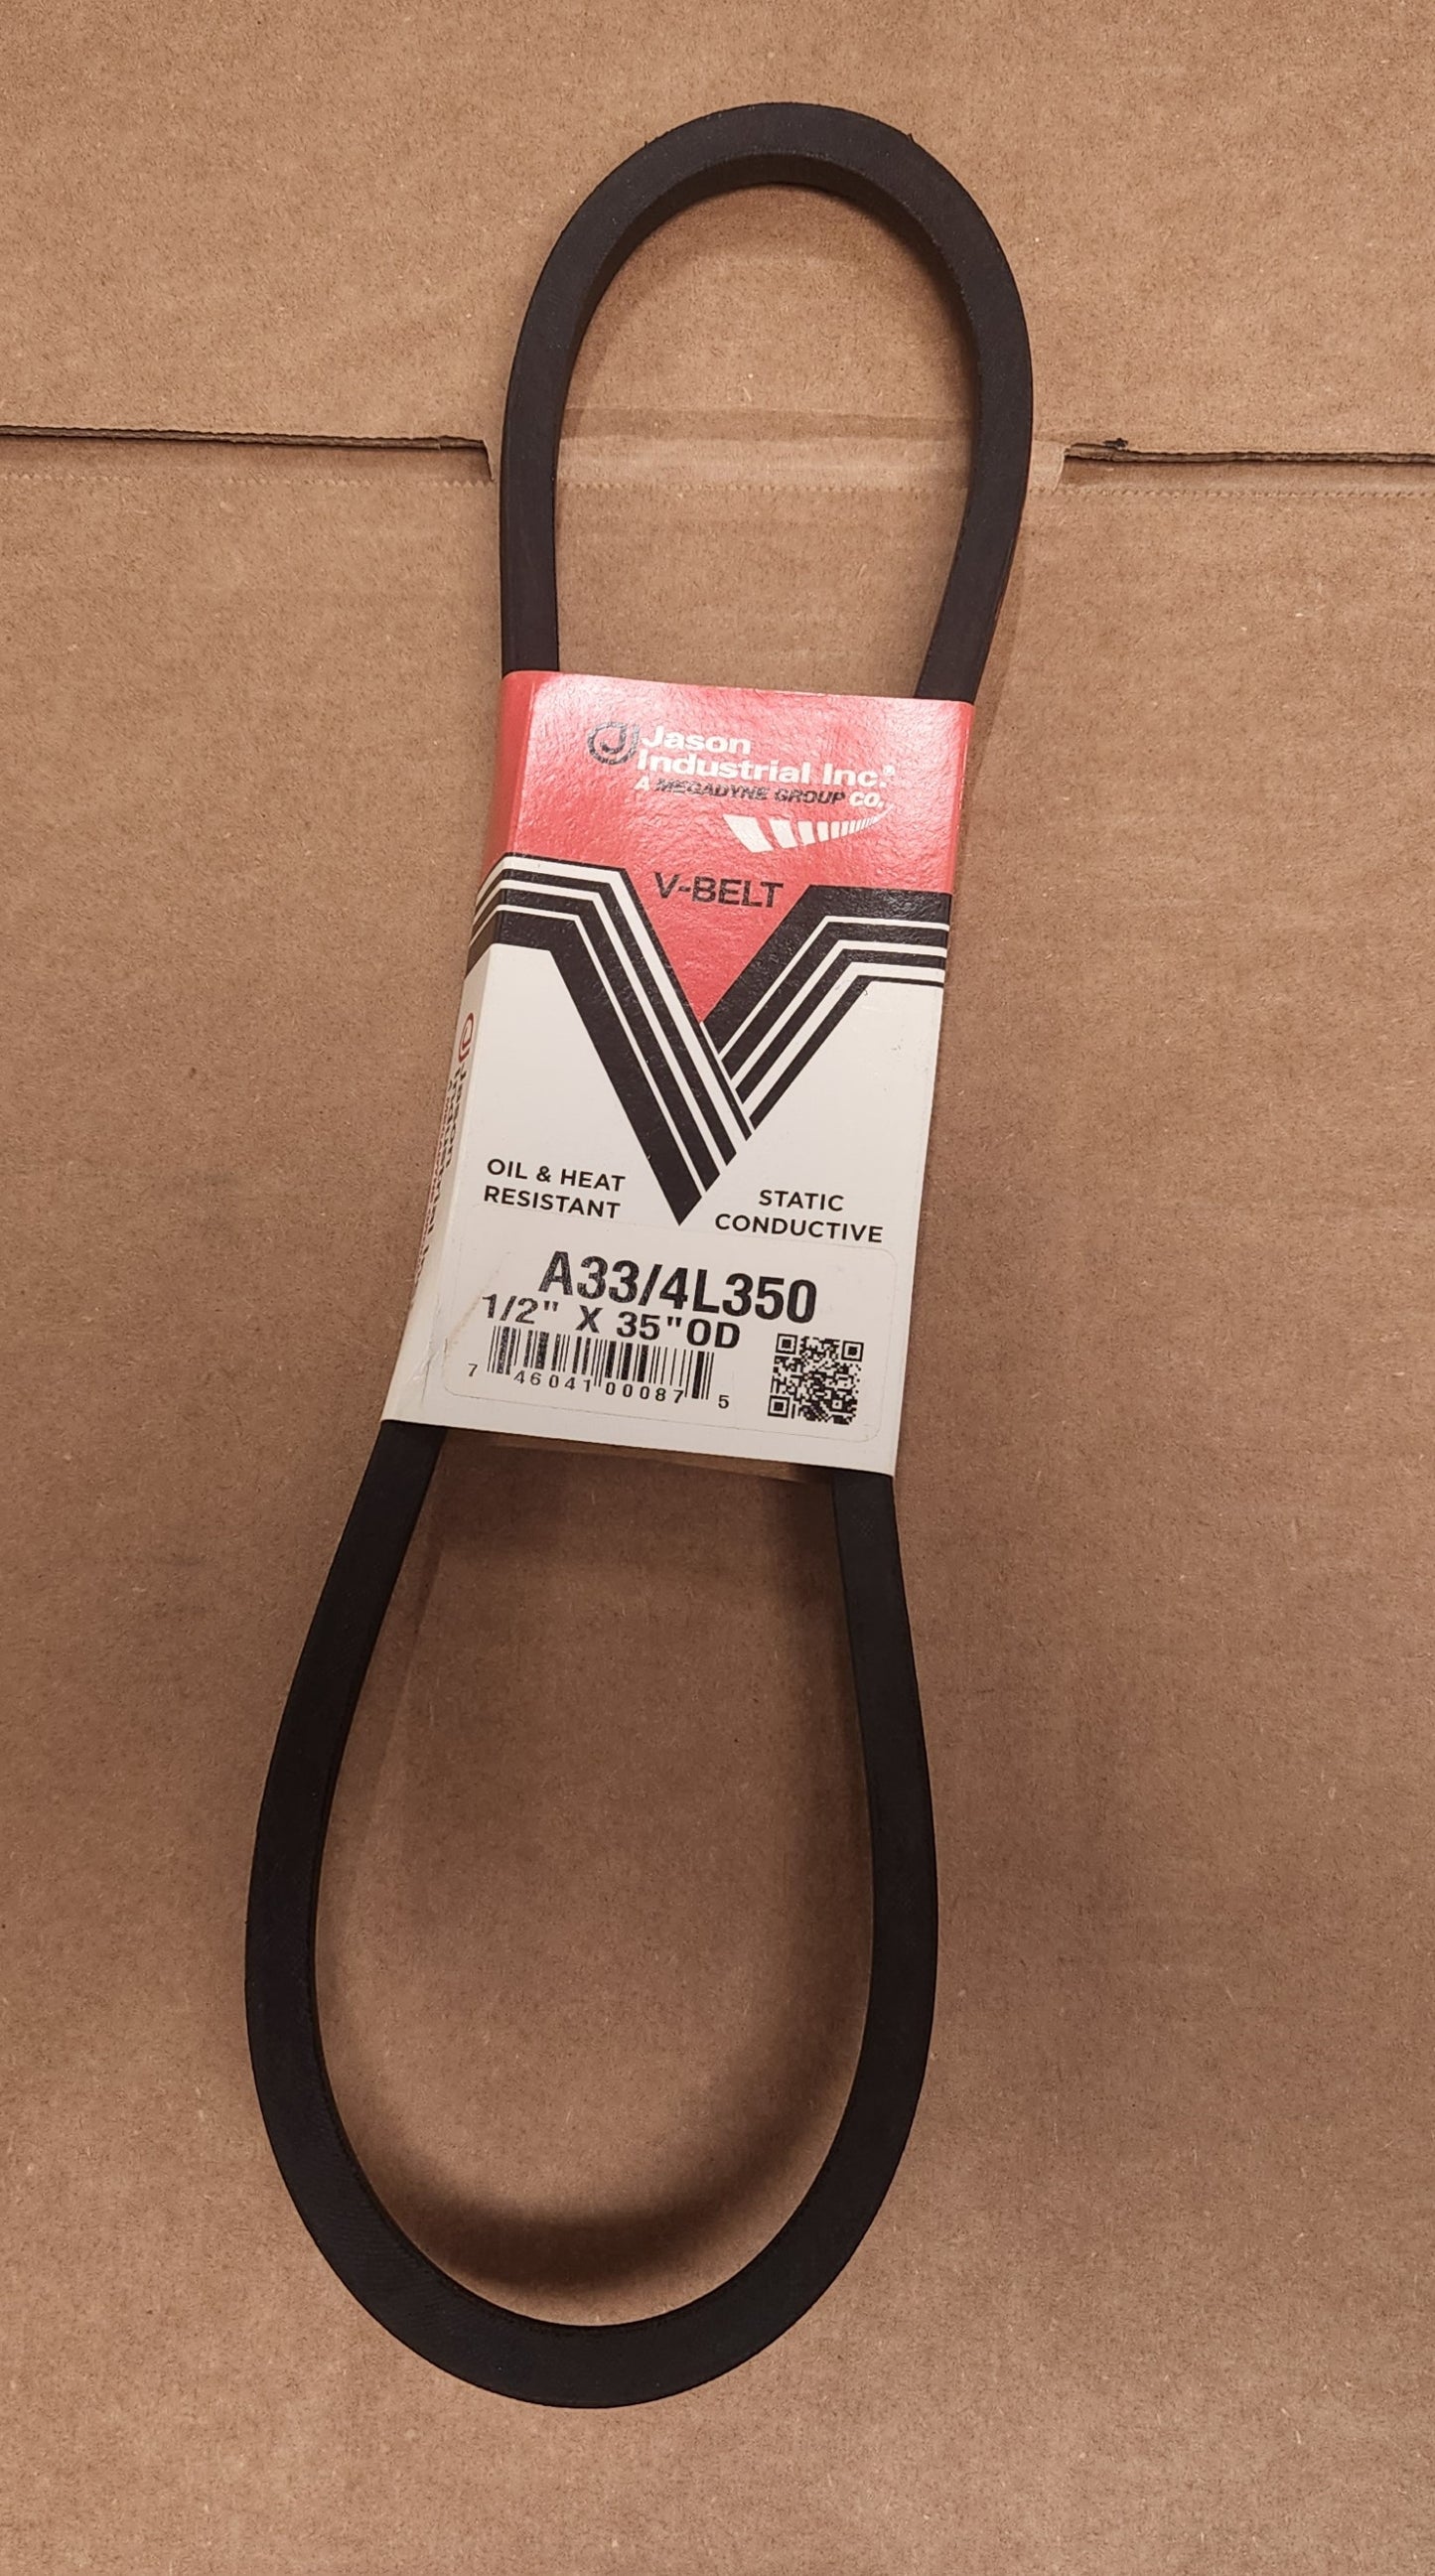 J Jason
Industrial Inc.®
A MEGADYNE GROUP CO.
V-BELT
OIL & HEAT
RESISTANT
STATIC
CONDUCTIVE
A33/4L350
1/2" X 35"OD
7 46041 00087 5
Jason